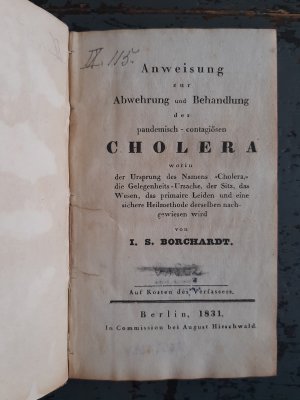 IX. 115.
Anweisung
zur
Abwehrung und Behandlung
der
pandemisch - contagiösen
CHOLERA
worin
der Ursprung des Namens »Cholera,«
die Gelegenheits-Ursache, der Sitz, das
Wesen, das primaire Leiden und eine
sichere Heilmethode derselben nach-
gewiesen wird
von
I. S. BORCHARDT.
Auf Kosten des Verfassers.
Berlin, 1831.
In Commission bei August Hirschwald.